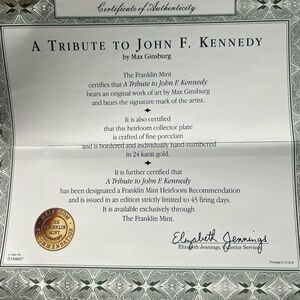 Certificate of Authenticity
A TRIBUTE TO JOHN F. KENNEDY
by Max Ginsburg
The Franklin Mint
certifies that A Tribute to John F. Kennedy
bears an original work of art by Max Ginsburg
and bears the signature mark of the artist.
It is also certified
that this heirloom collector plate
is crafted of fine porcelain
and is bordered and individually hand-numbered
in 24 karat gold.
It is further certified that
A Tribute to John F. Kennedy
has been designated a Franklin Mint Heirloom Recommendation
and is issued in an edition strictly limited to 45 firing days.
It is available exclusively through
The Franklin Mint.
HEIRLOOM
FRANKLIN
MINT
RECOMMENDATION
Elizabeth Jennings
Elizabeth Jennings, Collector Services
Printed in U.S.A.